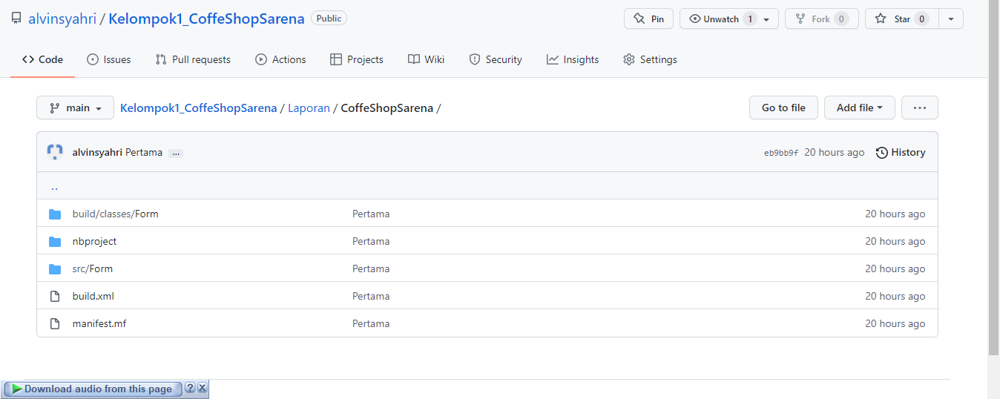 alvinsyahri / Kelompok1_CoffeShopSarena Public Pin Unwatch 1 Fork 0 Star 0
Code Issues Pull requests Actions Projects Wiki Security Insights Settings
main Kelompok1_CoffeShopSarena / Laporan / CoffeShopSarena / Go to file Add file ...
alvinsyahri Pertama ... eb9bb9f 20 hours ago History
..
build/classes/Form Pertama 20 hours ago
nbproject Pertama 20 hours ago
src/Form Pertama 20 hours ago
build.xml Pertama 20 hours ago
manifest.mf Pertama 20 hours ago
Download audio from this page ? X